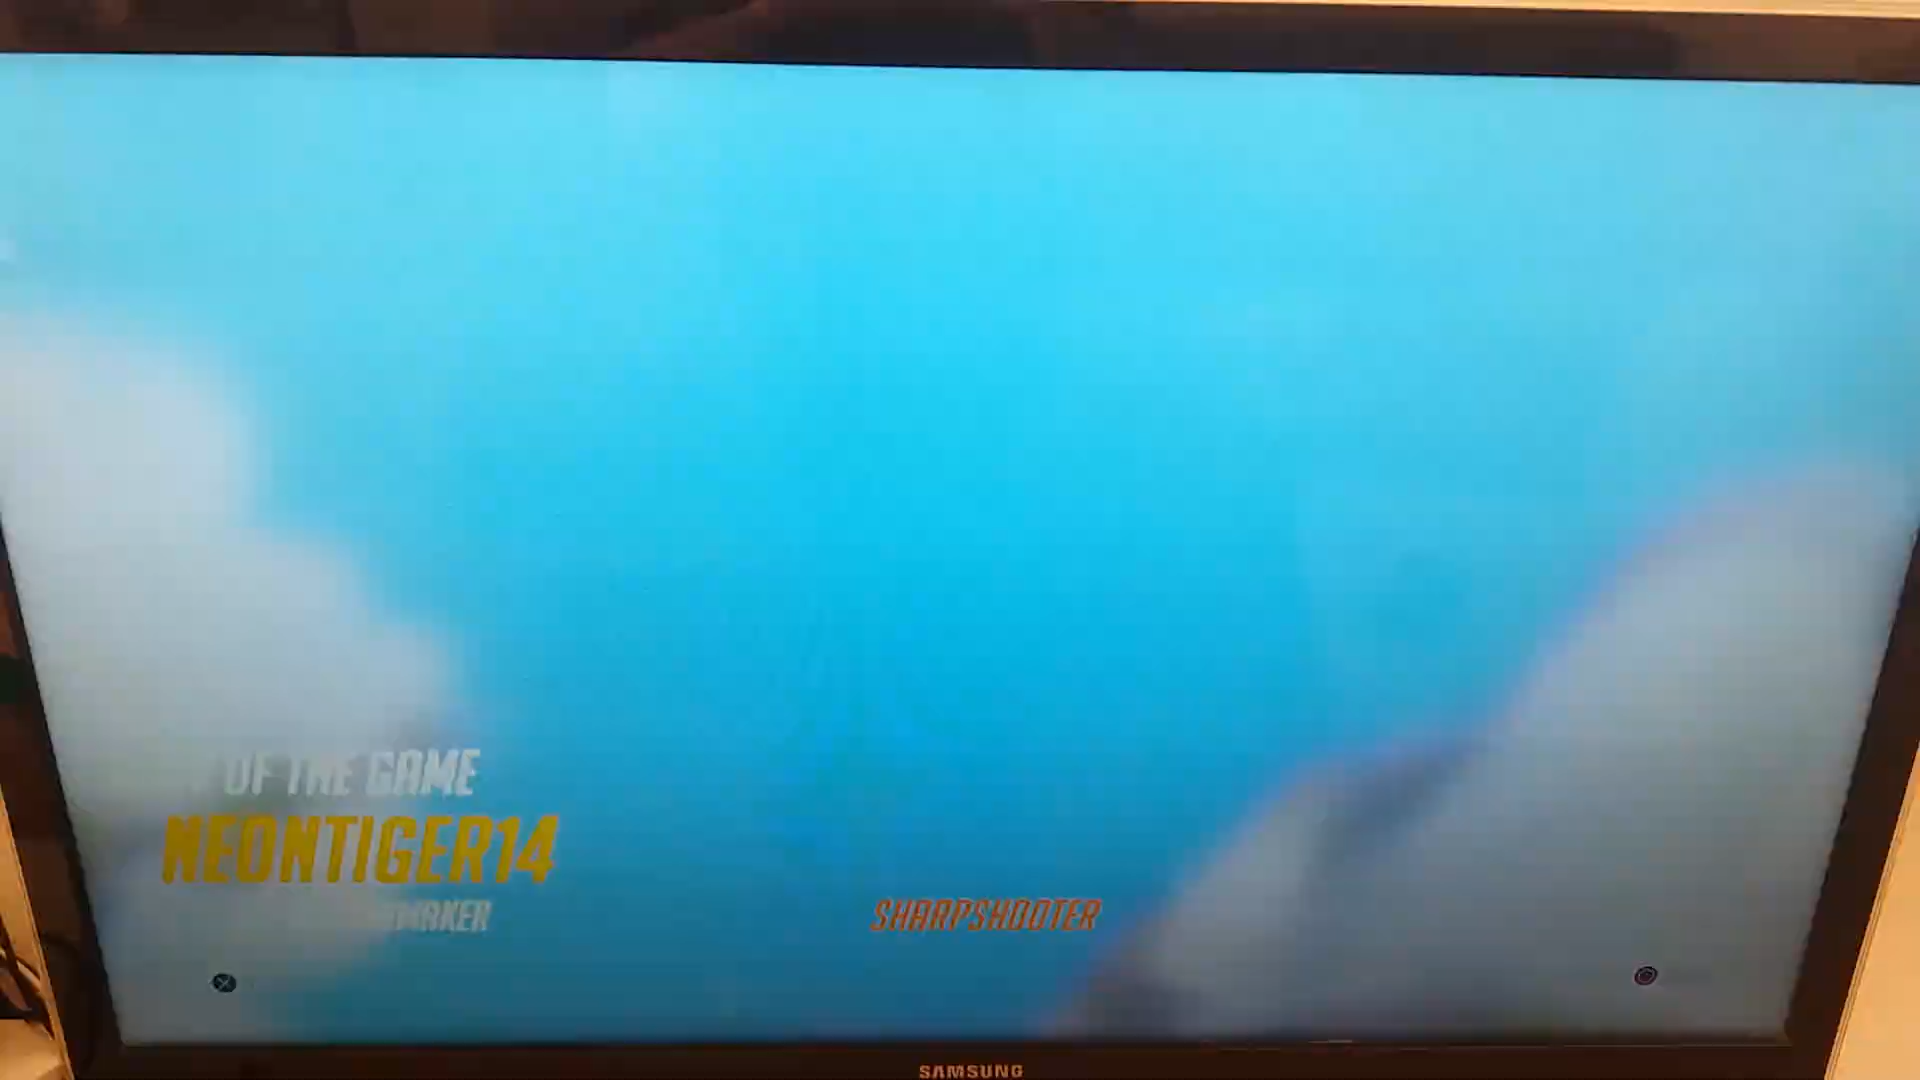 OF THE GAME
NEONTIGER14
SHARPSHOOTER
SAMSUNG